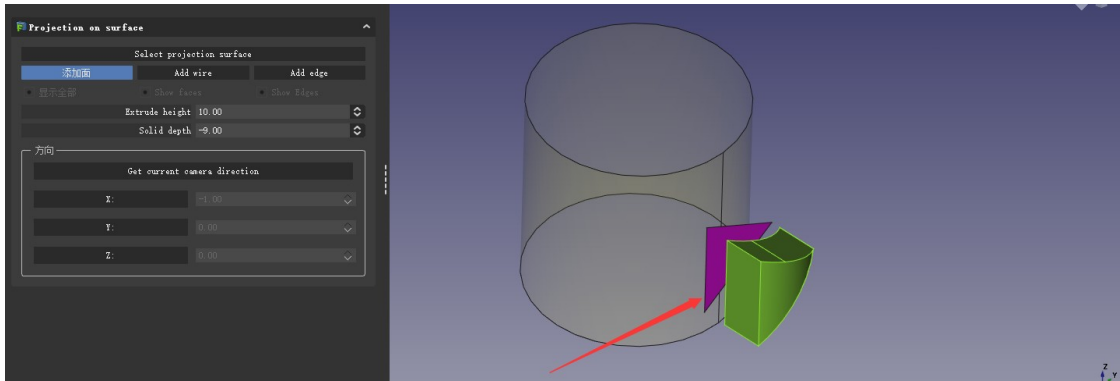 Projection on surface
Select projection surface
添加面 Add wire Add edge
显示全部 Show faces Show Edges
Extrude height 10.00
Solid depth -9.00
方向
Get current camera direction
X: -1.00
Y: 0.00
Z: 0.00
Z
Y